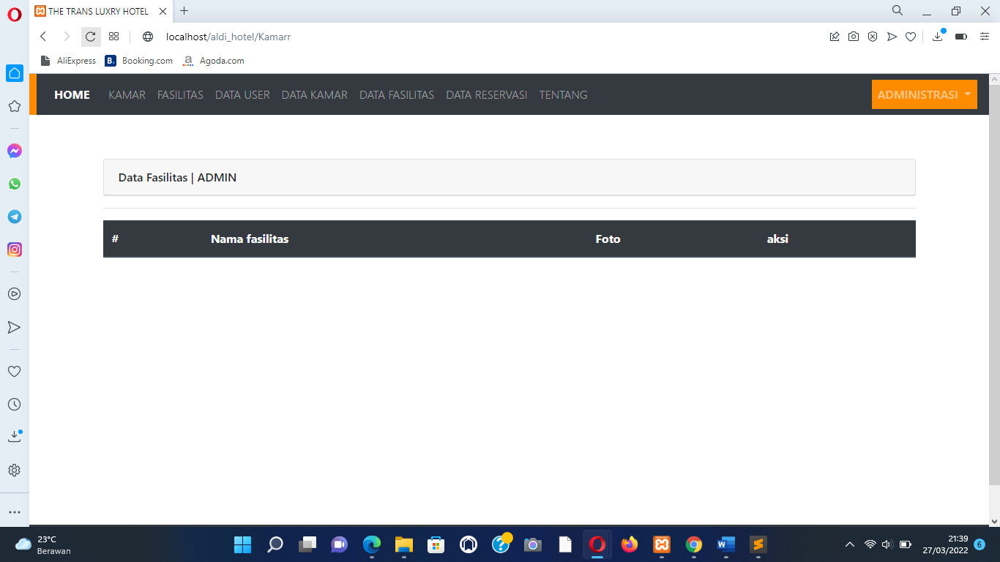 THE TRANS LUXRY HOTEL
localhost/aldi_hotel/Kamarr
AliExpress B. Booking.com a Agoda.com
HOME KAMAR FASILITAS DATA USER DATA KAMAR DATA FASILITAS DATA RESERVASI TENTANG ADMINISTRASI
Data Fasilitas | ADMIN
# Nama fasilitas Foto aksi
23°C
Berawan
21:39
27/03/2022 6